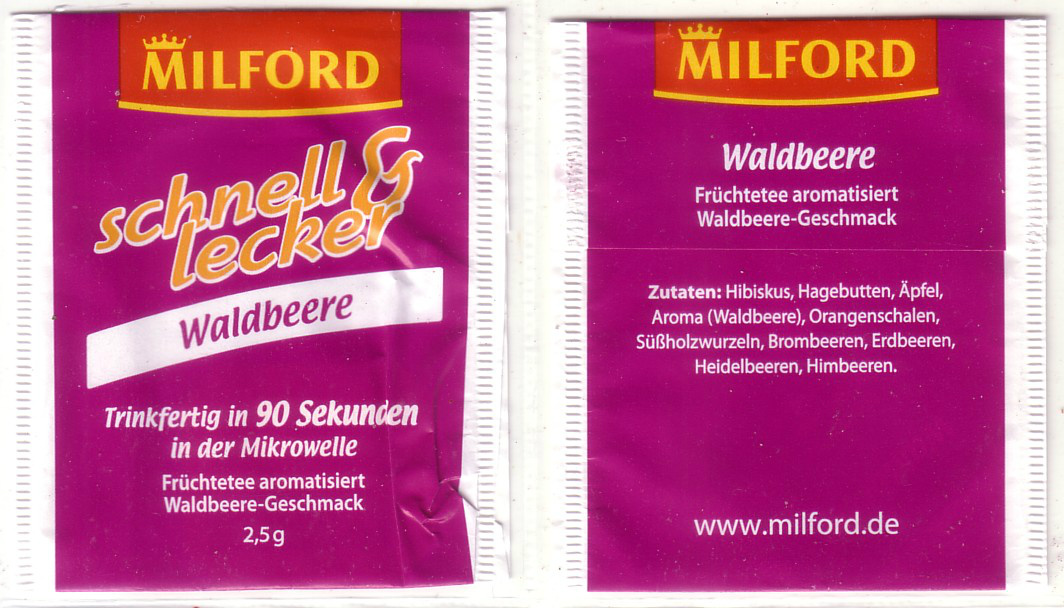 MILFORD
schnell &
lecker
Waldbeere
Trinkfertig in 90 Sekunden
in der Mikrowelle
Früchtetee aromatisiert
Waldbeere-Geschmack
2,5 g
MILFORD
Waldbeere
Früchtetee aromatisiert
Waldbeere-Geschmack
Zutaten: Hibiskus, Hagebutten, Äpfel,
Aroma (Waldbeere), Orangenschalen,
Süßholzwurzeln, Brombeeren, Erdbeeren,
Heidelbeeren, Himbeeren.
www.milford.de